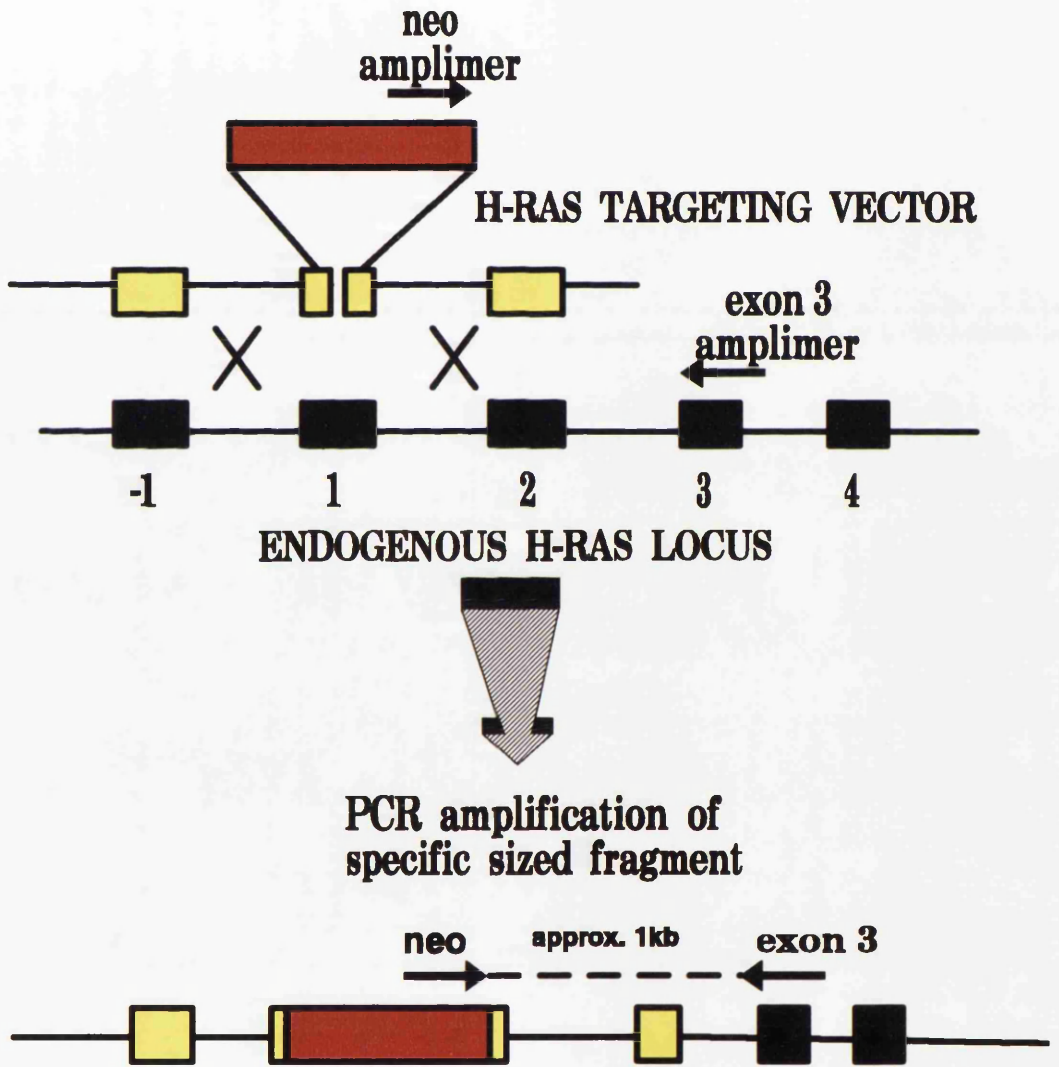 neo
amplimer
H-RAS TARGETING VECTOR
exon 3
amplimer
-1 1 2 3 4
ENDOGENOUS H-RAS LOCUS
PCR amplification of
specific sized fragment
neo approx. 1kb exon 3